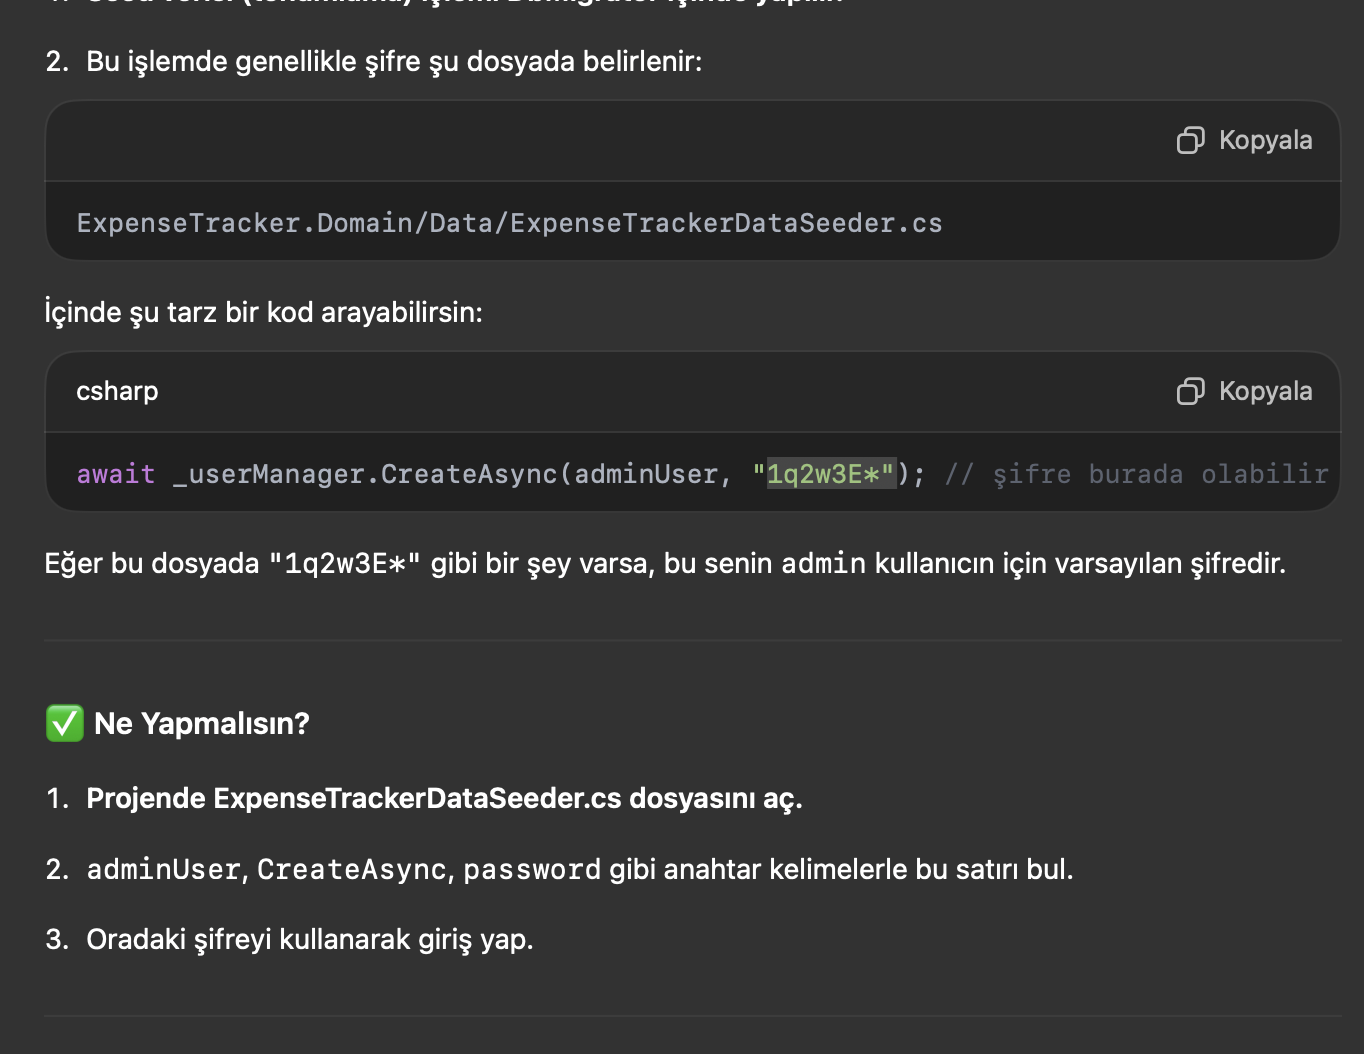 2. Bu işlemde genellikle şifre şu dosyada belirlenir:
Kopyala
ExpenseTracker.Domain/Data/ExpenseTrackerDataSeeder.cs
İçinde şu tarz bir kod arayabilirsin:
csharp
Kopyala
await _userManager.CreateAsync(adminUser, "1q2w3E*"); // şifre burada olabilir
Eğer bu dosyada "1q2w3E*" gibi bir şey varsa, bu senin admin kullanıcın için varsayılan şifredir.
✅ Ne Yapmalısın?
1. Projende ExpenseTrackerDataSeeder.cs dosyasını aç.
2. adminUser, CreateAsync, password gibi anahtar kelimelerle bu satırı bul.
3. Oradaki şifreyi kullanarak giriş yap.